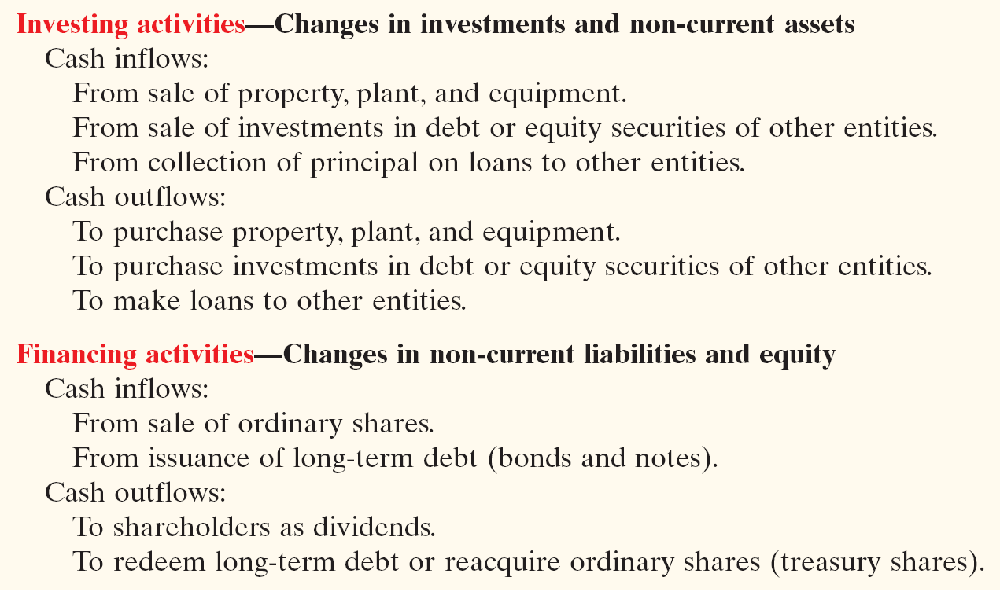 Investing activities—Changes in investments and non-current assets
Cash inflows:
From sale of property, plant, and equipment.
From sale of investments in debt or equity securities of other entities.
From collection of principal on loans to other entities.
Cash outflows:
To purchase property, plant, and equipment.
To purchase investments in debt or equity securities of other entities.
To make loans to other entities.
Financing activities—Changes in non-current liabilities and equity
Cash inflows:
From sale of ordinary shares.
From issuance of long-term debt (bonds and notes).
Cash outflows:
To shareholders as dividends.
To redeem long-term debt or reacquire ordinary shares (treasury shares).